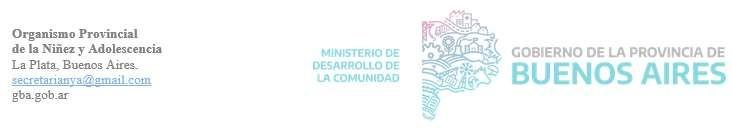 Organismo Provincial
de la Niñez y Adolescencia
La Plata, Buenos Aires.
secretarianya@gmail.com
gba.gob.ar
MINISTERIO DE
DESARROLLO DE
LA COMUNIDAD
GOBIERNO DE LA PROVINCIA DE
BUENOS AIRES